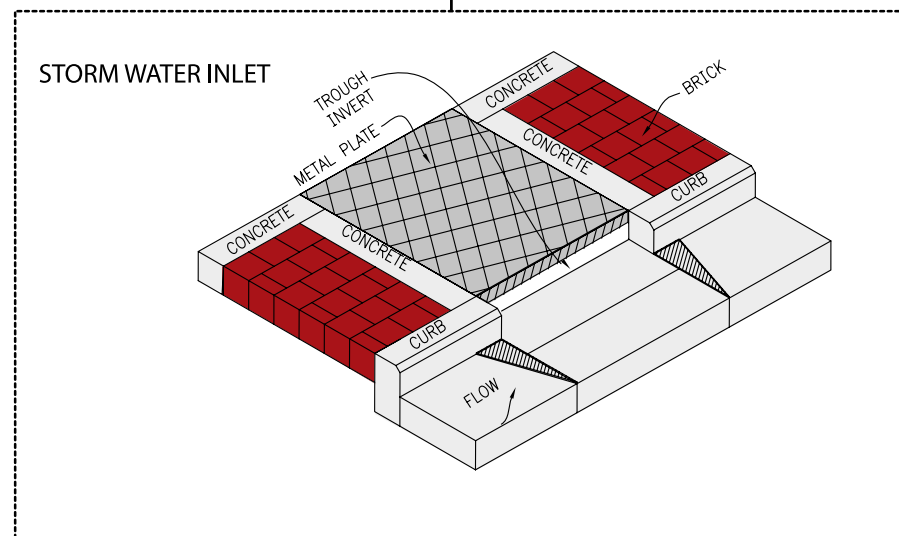 STORM WATER INLET
TROUGH
INVERT
METAL PLATE
CONCRETE
BRICK
CONCRETE
CURB
CONCRETE
CONCRETE
CURB
FLOW